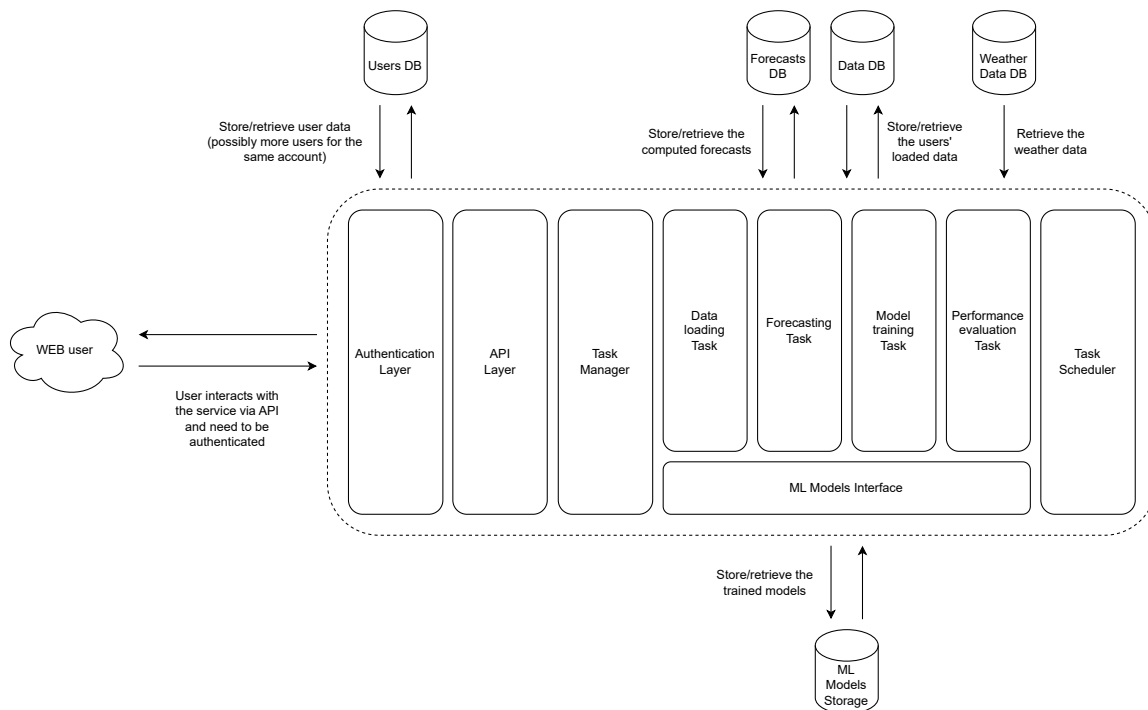 Users DB
Forecasts
DB
Data DB
Weather
Data DB
Store/retrieve user data
(possibly more users for the
same account)
Store/retrieve the
computed forecasts
Store/retrieve
the users'
loaded data
Retrieve the
weather data
WEB user
User interacts with
the service via API
and need to be
authenticated
Authentication
Layer
API
Layer
Task
Manager
Data
loading
Task
Forecasting
Task
Model
training
Task
Performance
evaluation
Task
Task
Scheduler
ML Models Interface
Store/retrieve the
trained models
ML
Models
Storage